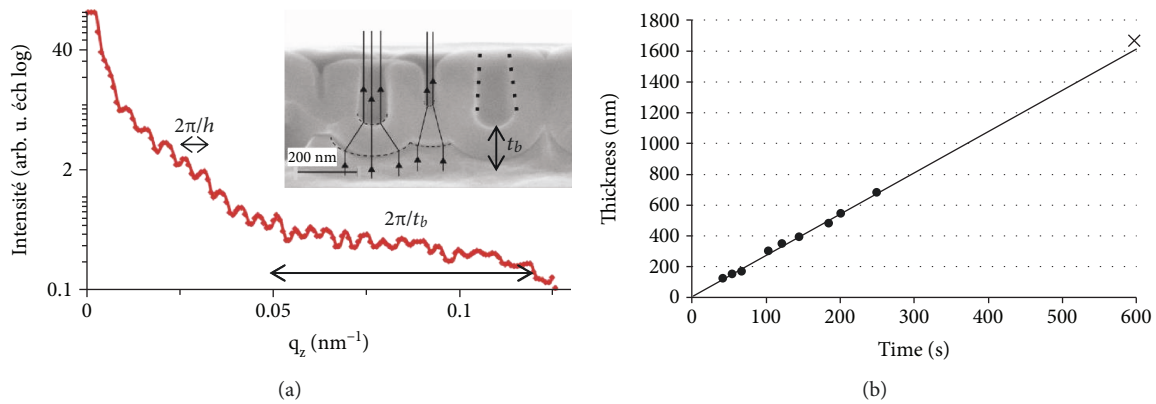 40
2
0.1
Intensité (arb. u. éch log)
2π/h
2π/t_b
200 nm
t_b
0
0.05
0.1
q_z (nm⁻¹)
(a)
1800
1600
1400
1200
1000
800
600
400
200
0
Thickness (nm)
0
100
200
300
400
500
600
Time (s)
(b)